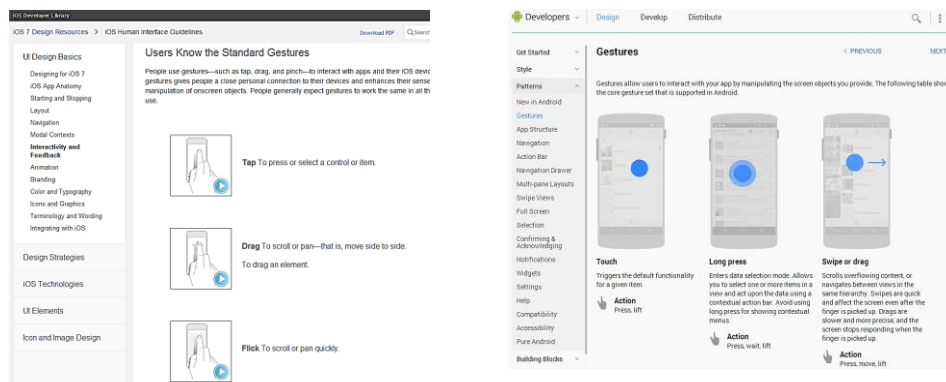 iOS Developer Library
iOS 7 Design Resources > iOS Human Interface Guidelines
Download PDF
Search
UI Design Basics
Designing for iOS 7
iOS App Anatomy
Starting and Stopping
Layout
Navigation
Modal Contexts
Interactivity and
Feedback
Animation
Branding
Color and Typography
Icons and Graphics
Terminology and Wording
Integrating with iOS
Design Strategies
iOS Technologies
UI Elements
Icon and Image Design
Users Know the Standard Gestures
People use gestures—such as tap, drag, and pinch—to interact with apps and their iOS devic
gestures gives people a close personal connection to their devices and enhances their sense
manipulation of onscreen objects. People generally expect gestures to work the same in all th
use.
Tap To press or select a control or item.
Drag To scroll or pan—that is, move side to side.
To drag an element.
Flick To scroll or pan quickly.
Developers
Design
Develop
Distribute
Get Started
Style
Patterns
New in Android
Gestures
App Structure
Navigation
Action Bar
Navigation Drawer
Multi-pane Layouts
Swipe Views
Full Screen
Selection
Confirming &
Acknowledging
Notifications
Widgets
Settings
Help
Compatibility
Accessibility
Pure Android
Building Blocks
Gestures
< PREVIOUS
NEXT
Gestures allow users to interact with your app by manipulating the screen objects you provide. The following table show
the core gesture set that is supported in Android.
Touch
Triggers the default functionality
for a given item.
Action
Press, lift
Long press
Enters data selection mode. Allows
you to select one or more items in a
view and act upon the data using a
contextual action bar. Avoid using
long press for showing contextual
menus.
Action
Press, wait, lift
Swipe or drag
Scrolls overflowing content, or
navigates between views in the
same hierarchy. Swipes are quick
and affect the screen even after the
finger is picked up. Drags are
slower and more precise, and the
screen stops responding when the
finger is picked up.
Action
Press, move, lift